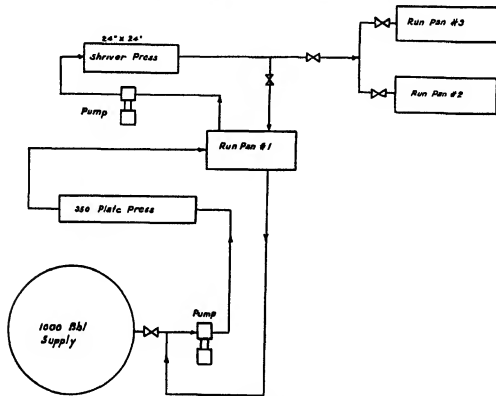 24" x 24"
Shriver Press
Run Pan #3
Run Pan #2
Pump
Run Pan #1
350 Plate Press
1000 Bbl
Supply
Pump